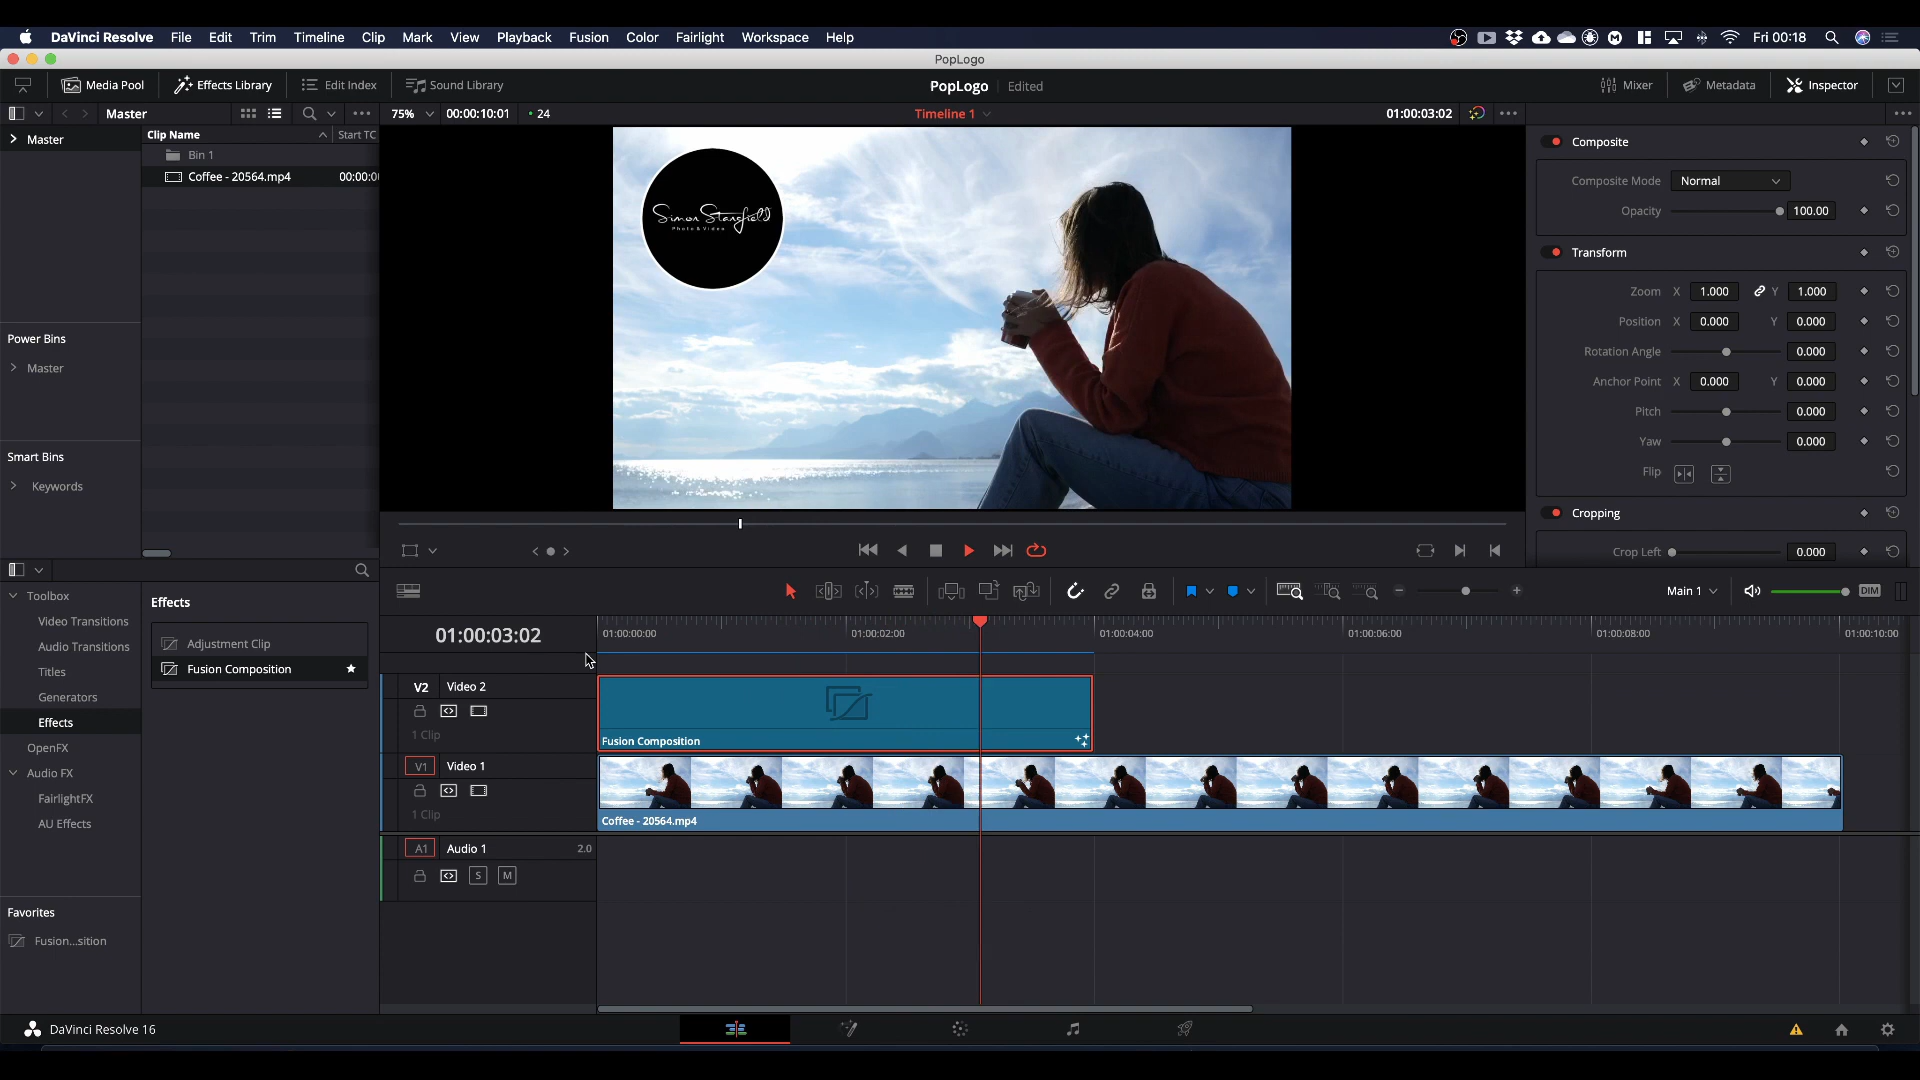 DaVinci Resolve File Edit Trim Timeline Clip Mark View Playback Fusion Color Fairlight Workspace Help Fri 00:18
PopLogo
Media Pool Effects Library Edit Index Sound Library PopLogo Edited Mixer Metadata Inspector
Master 75% 00:00:10:01 24 Timeline 1 01:00:03:02
Master Clip Name Start TC
Bin 1
Coffee - 20564.mp4 00:00:0
Simon Stansfield
Photo & Video
Composite
Composite Mode Normal
Opacity 100.00
Transform
Zoom X 1.000 Y 1.000
Position X 0.000 Y 0.000
Rotation Angle 0.000
Anchor Point X 0.000 Y 0.000
Pitch 0.000
Yaw 0.000
Flip
Cropping
Crop Left 0.000
Power Bins
Master
Smart Bins
Keywords
Toolbox
Video Transitions
Audio Transitions
Titles
Generators
Effects
OpenFX
Audio FX
FairlightFX
AU Effects
Effects
Adjustment Clip
Fusion Composition
Favorites
Fusion...sition
Main 1 DIM
01:00:03:02 01:00:00:00 01:00:02:00 01:00:04:00 01:00:06:00 01:00:08:00 01:00:10:00
V2 Video 2
1 Clip
Fusion Composition
V1 Video 1
1 Clip
Coffee - 20564.mp4
A1 Audio 1 2.0
S M
DaVinci Resolve 16